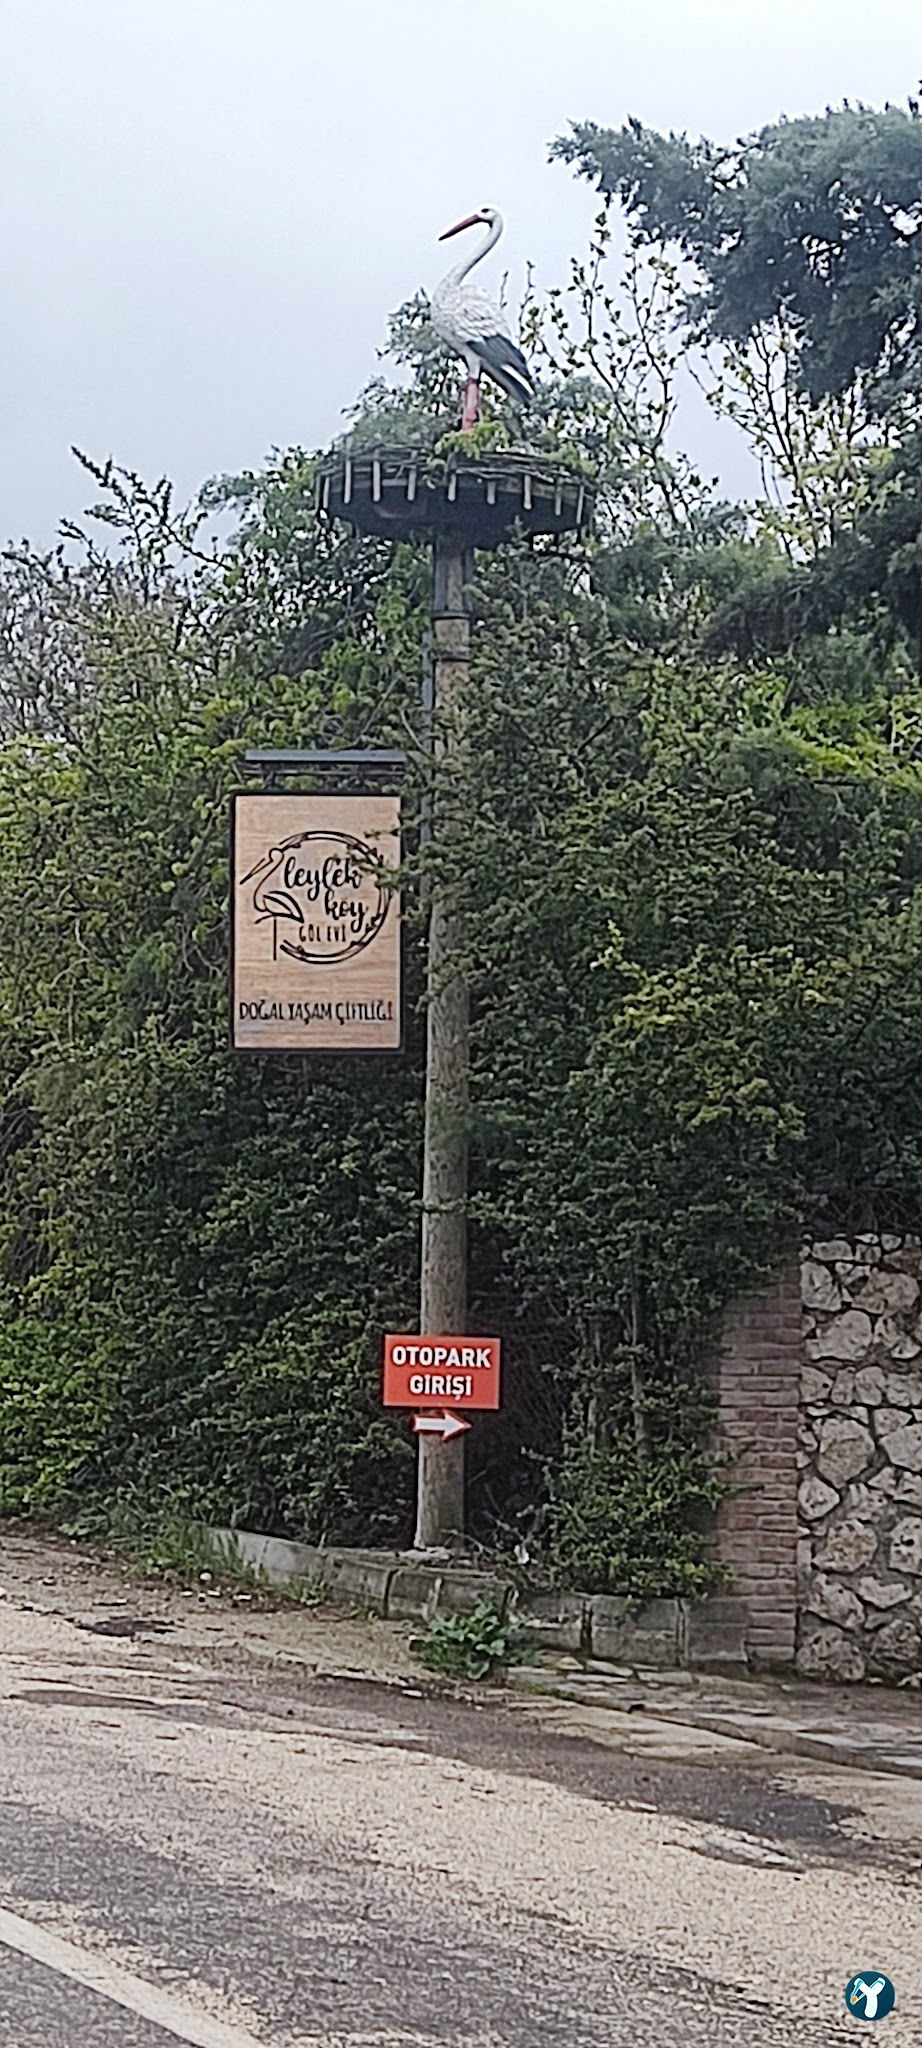 leylek
köy
GÖL EVİ
DOĞAL YAŞAM ÇİFTLİĞİ
OTOPARK
GİRİŞİ